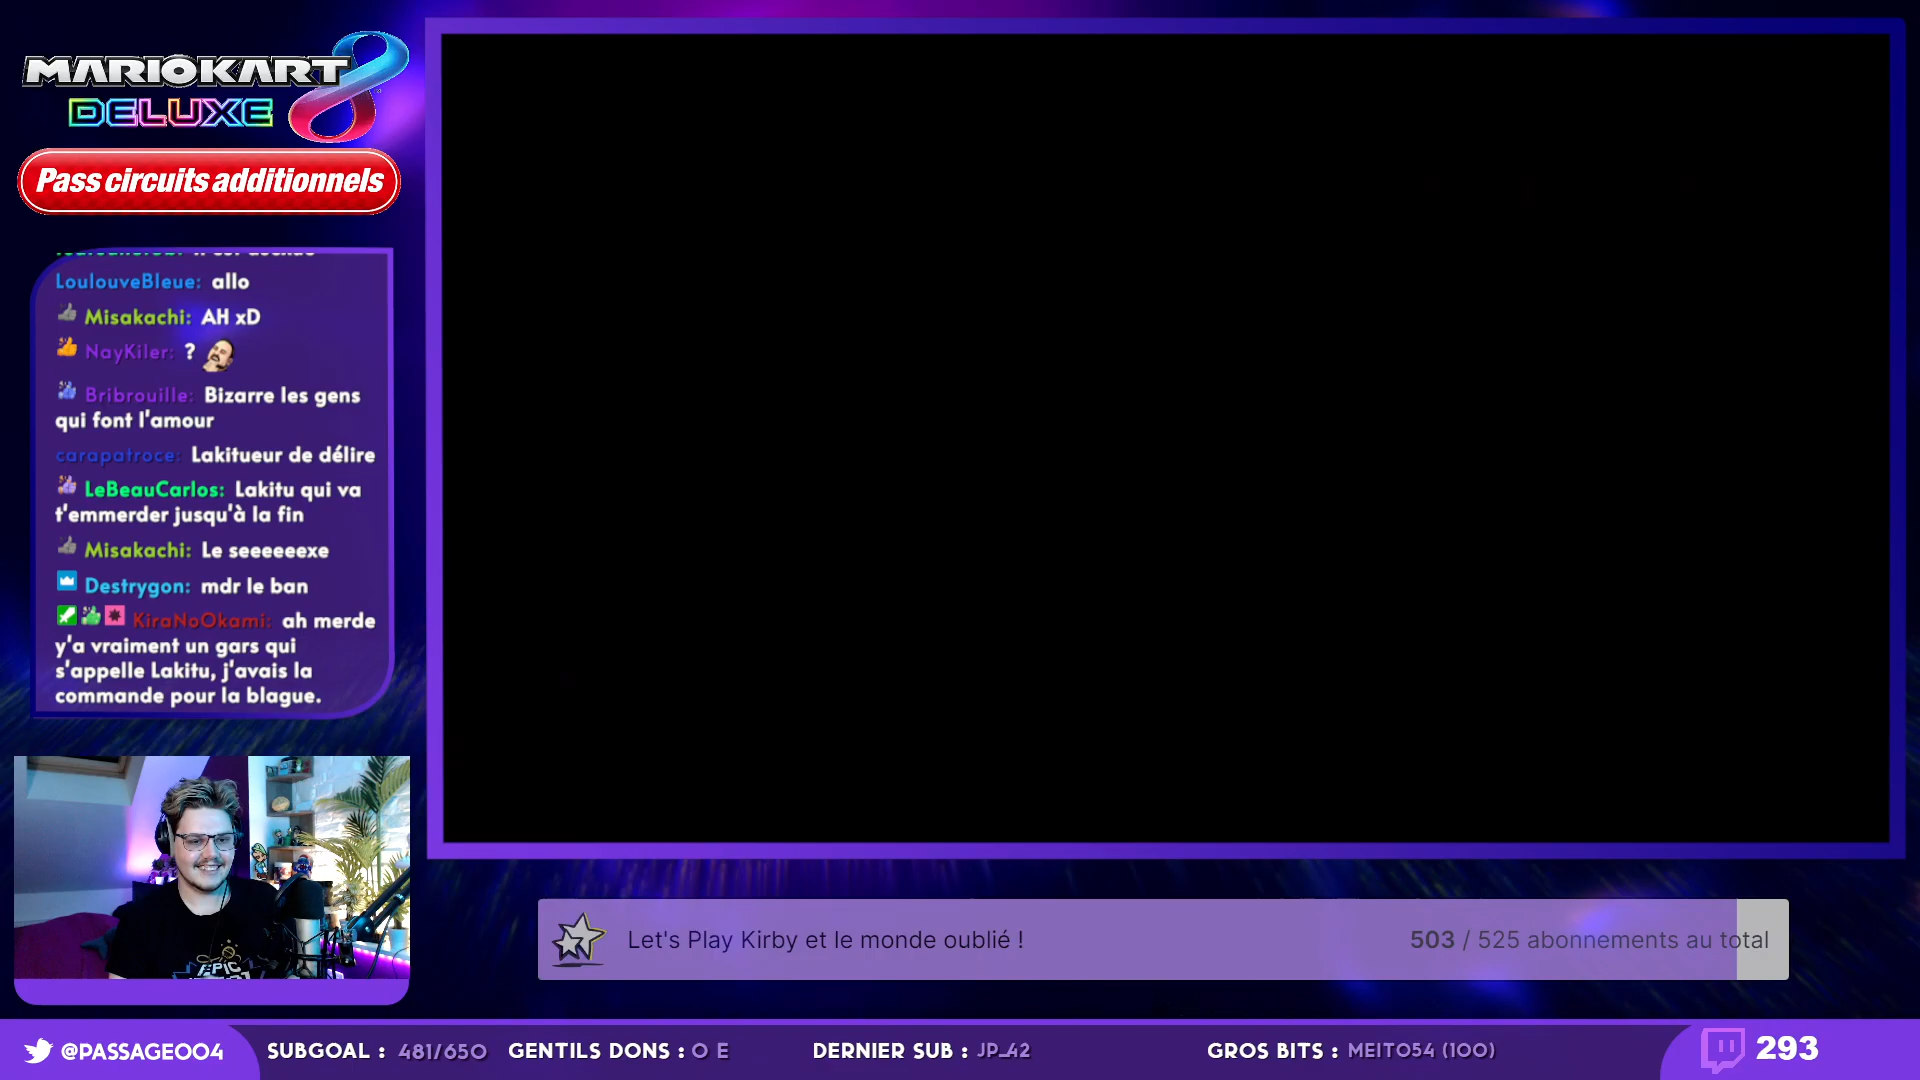 MARIOKART 8
DELUXE
Pass circuits additionnels
LoulouveBleue: allo
Misakachi: AH xD
NayKiler: ?
Bribrouille: Bizarre les gens
qui font l'amour
carapatroce: Lakitueur de délire
LeBeauCarlos: Lakitu qui va
t'emmerder jusqu'à la fin
Misakachi: Le seeeeeexe
Destrygon: mdr le ban
KiraNoOkami: ah merde
y'a vraiment un gars qui
s'appelle Lakitu, j'avais la
commande pour la blague.
EPIC
Let's Play Kirby et le monde oublié !
503 / 525 abonnements au total
@PASSAGE004
SUBGOAL : 481/650
GENTILS DONS : 0 E
DERNIER SUB : JP_42
GROS BITS : MEITO54 (100)
293